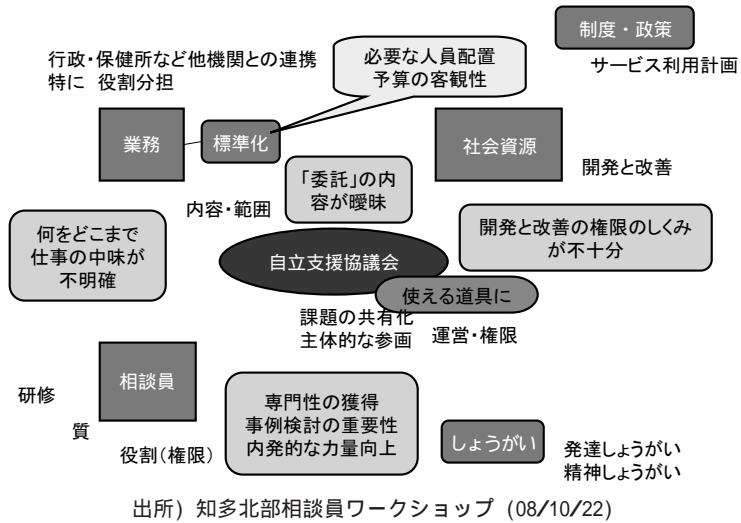 制度・政策
サービス利用計画
行政・保健所など他機関との連携
特に 役割分担
必要な人員配置
予算の客観性
業務
標準化
社会資源
開発と改善
「委託」の内
容が曖昧
内容・範囲
何をどこまで
仕事の中味が
不明確
開発と改善の権限のしくみ
が不十分
自立支援協議会
使える道具に
課題の共有化
主体的な参画
運営・権限
相談員
研修
質
役割(権限)
専門性の獲得
事例検討の重要性
内発的な力量向上
しょうがい
発達しょうがい
精神しょうがい
出所) 知多北部相談員ワークショップ (08/10/22)